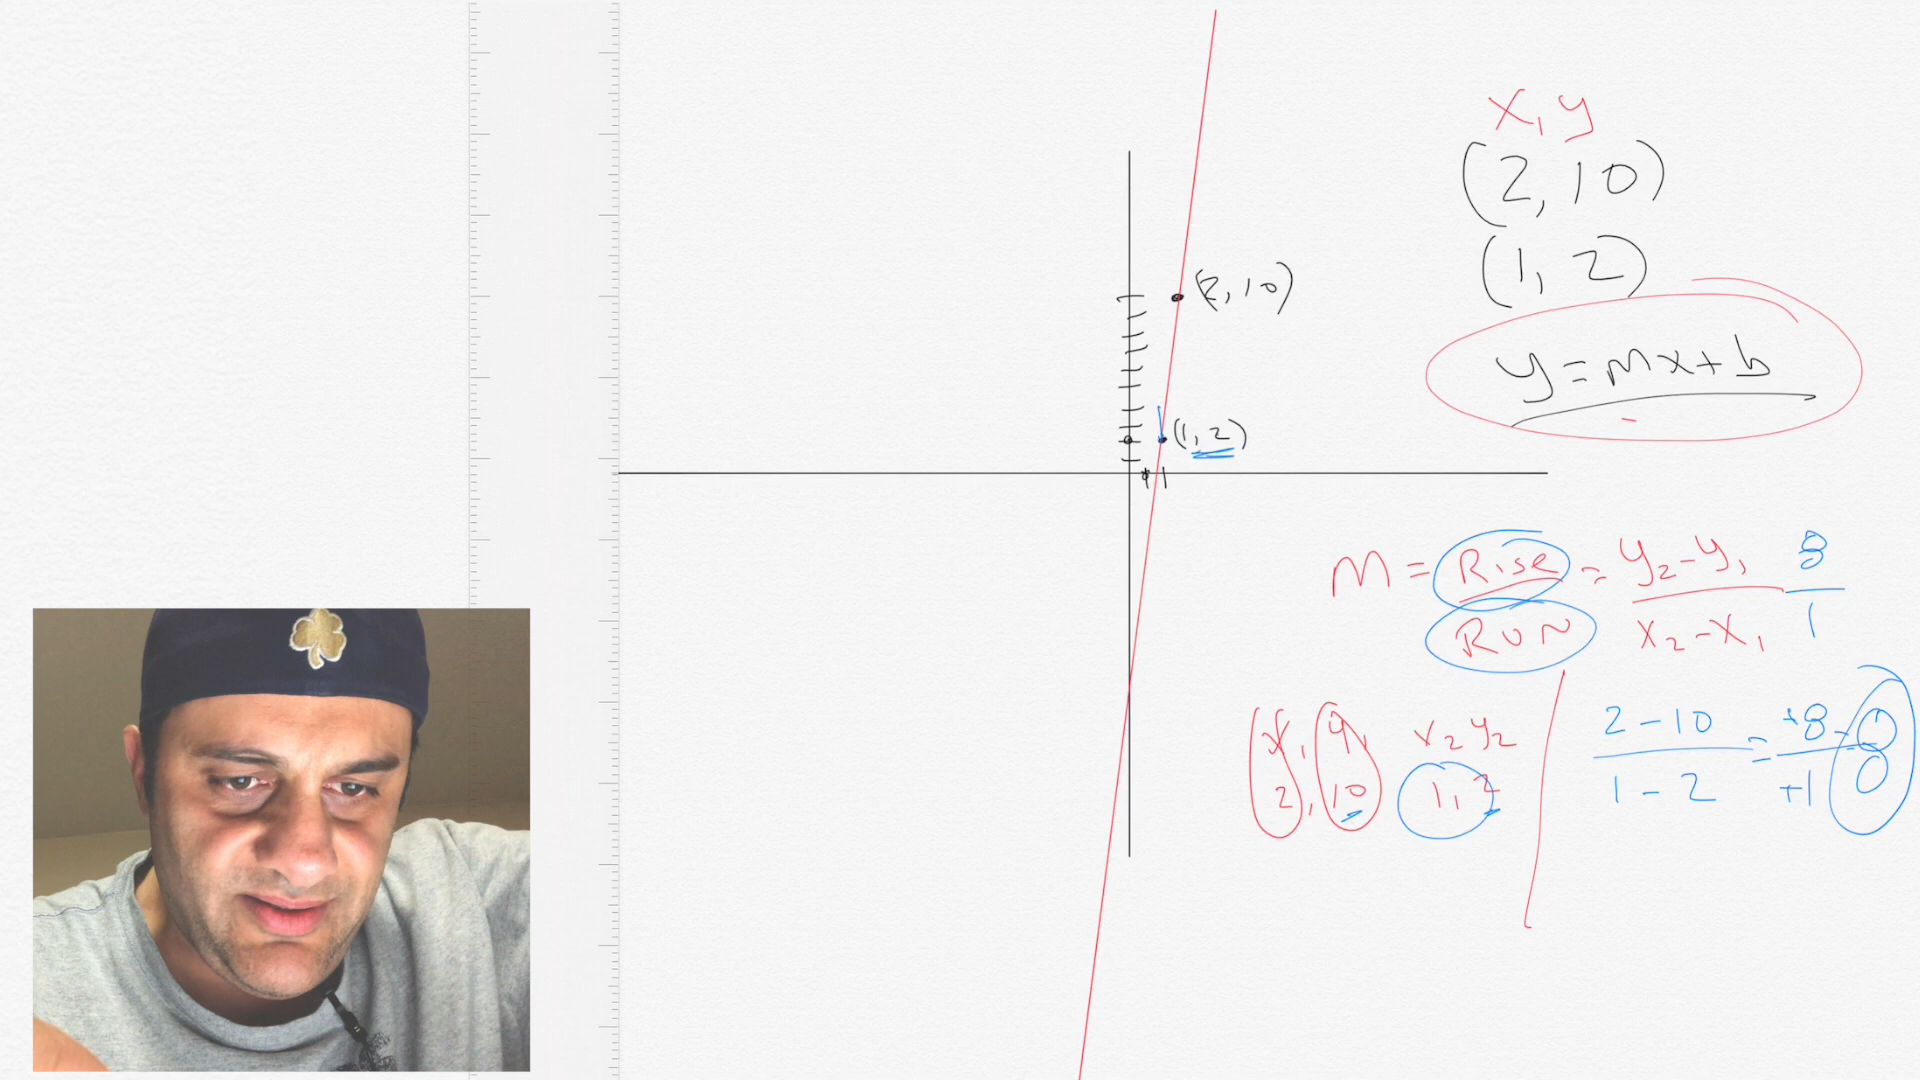 x, y
(2, 10)
(1, 2)
y = mx + b
(2, 10)
(1, 2)
1
m = Rise = y₂ - y₁ 8
RUN x₂ - x₁ 1
x₁ y₁ x₂ y₂
2, 10 1, 2
2 - 10 = +8
1 - 2 +1